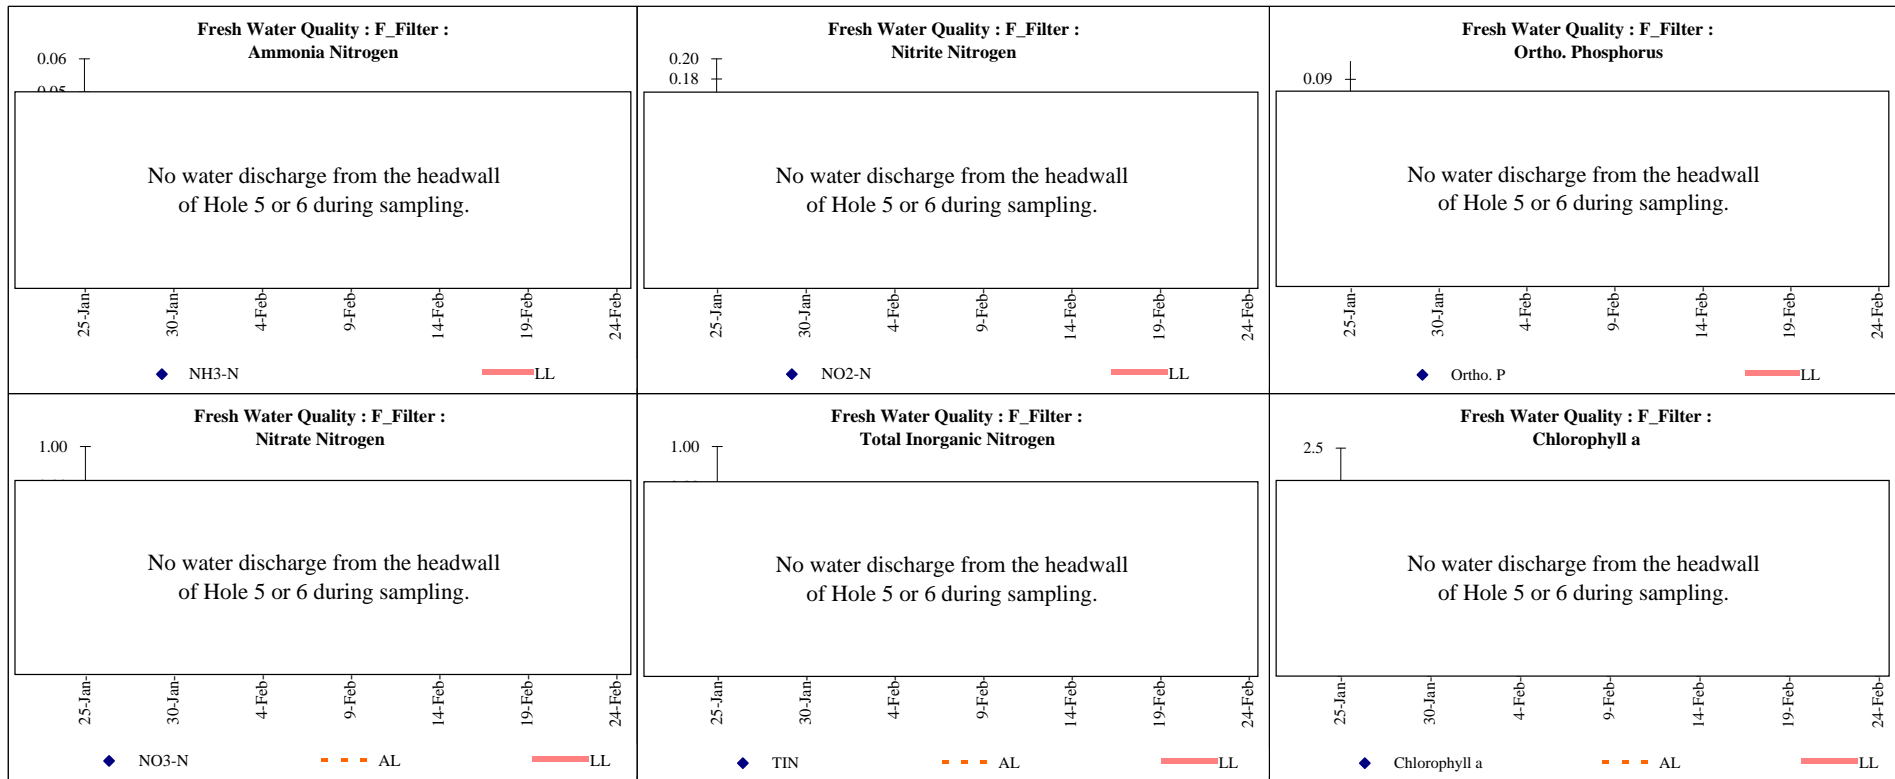 Fresh Water Quality : F_Filter :
Ammonia Nitrogen
0.06
0.05
No water discharge from the headwall
of Hole 5 or 6 during sampling.
25-Jan
30-Jan
4-Feb
9-Feb
14-Feb
19-Feb
24-Feb
NH3-N
LL
Fresh Water Quality : F_Filter :
Nitrite Nitrogen
0.20
0.18
No water discharge from the headwall
of Hole 5 or 6 during sampling.
25-Jan
30-Jan
4-Feb
9-Feb
14-Feb
19-Feb
24-Feb
NO2-N
LL
Fresh Water Quality : F_Filter :
Ortho. Phosphorus
0.09
No water discharge from the headwall
of Hole 5 or 6 during sampling.
25-Jan
30-Jan
4-Feb
9-Feb
14-Feb
19-Feb
24-Feb
Ortho. P
LL
Fresh Water Quality : F_Filter :
Nitrate Nitrogen
1.00
No water discharge from the headwall
of Hole 5 or 6 during sampling.
25-Jan
30-Jan
4-Feb
9-Feb
14-Feb
19-Feb
24-Feb
NO3-N
AL
LL
Fresh Water Quality : F_Filter :
Total Inorganic Nitrogen
1.00
No water discharge from the headwall
of Hole 5 or 6 during sampling.
25-Jan
30-Jan
4-Feb
9-Feb
14-Feb
19-Feb
24-Feb
TIN
AL
LL
Fresh Water Quality : F_Filter :
Chlorophyll a
2.5
No water discharge from the headwall
of Hole 5 or 6 during sampling.
25-Jan
30-Jan
4-Feb
9-Feb
14-Feb
19-Feb
24-Feb
Chlorophyll a
AL
LL